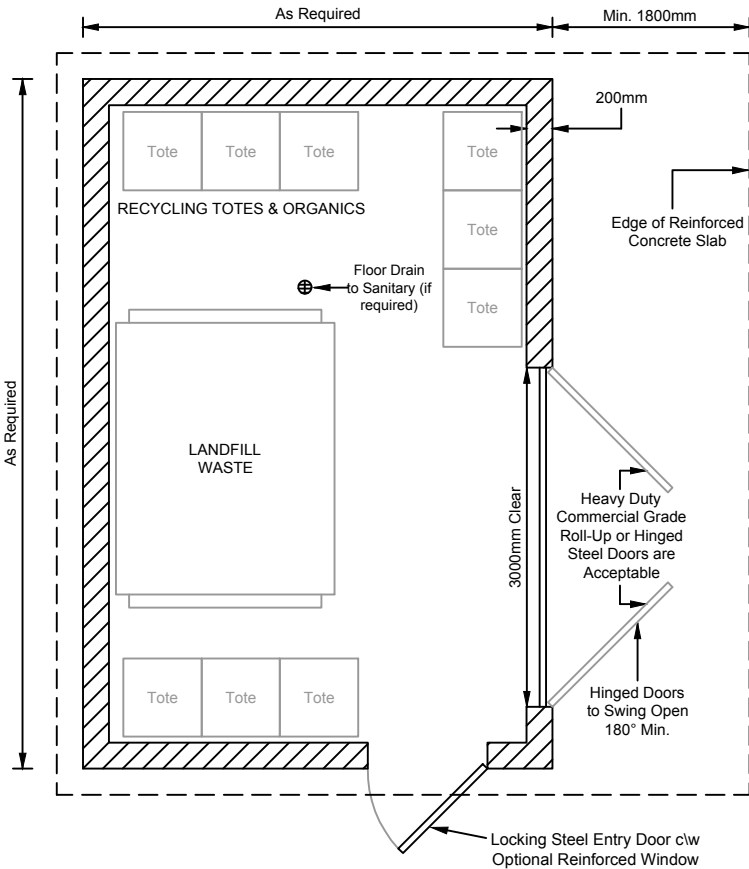 As Required
Min. 1800mm
200mm
Tote
Tote
Tote
Tote
RECYCLING TOTES & ORGANICS
Edge of Reinforced
Concrete Slab
Tote
Floor Drain
to Sanitary (if
required)
Tote
As Required
LANDFILL
WASTE
3000mm Clear
Heavy Duty
Commercial Grade
Roll-Up or Hinged
Steel Doors are
Acceptable
Tote
Tote
Tote
Hinged Doors
to Swing Open
180° Min.
Locking Steel Entry Door c\w
Optional Reinforced Window